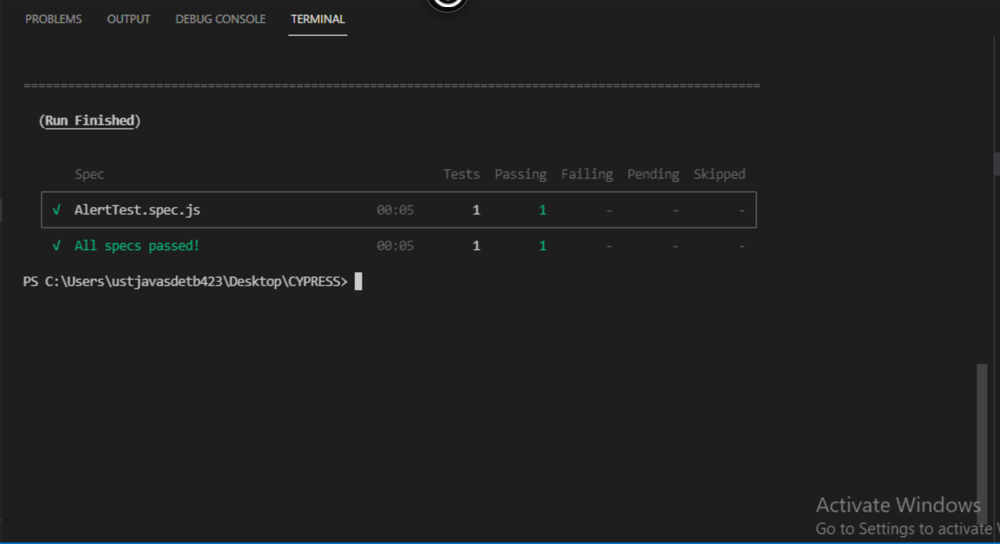 PROBLEMS OUTPUT DEBUG CONSOLE TERMINAL
====================================================================================================
(Run Finished)
Spec Tests Passing Failing Pending Skipped
√ AlertTest.spec.js 00:05 1 1 - - -
√ All specs passed! 00:05 1 1 - - -
PS C:\Users\ustjavasdetb423\Desktop\CYPRESS>
Activate Windows
Go to Settings to activate